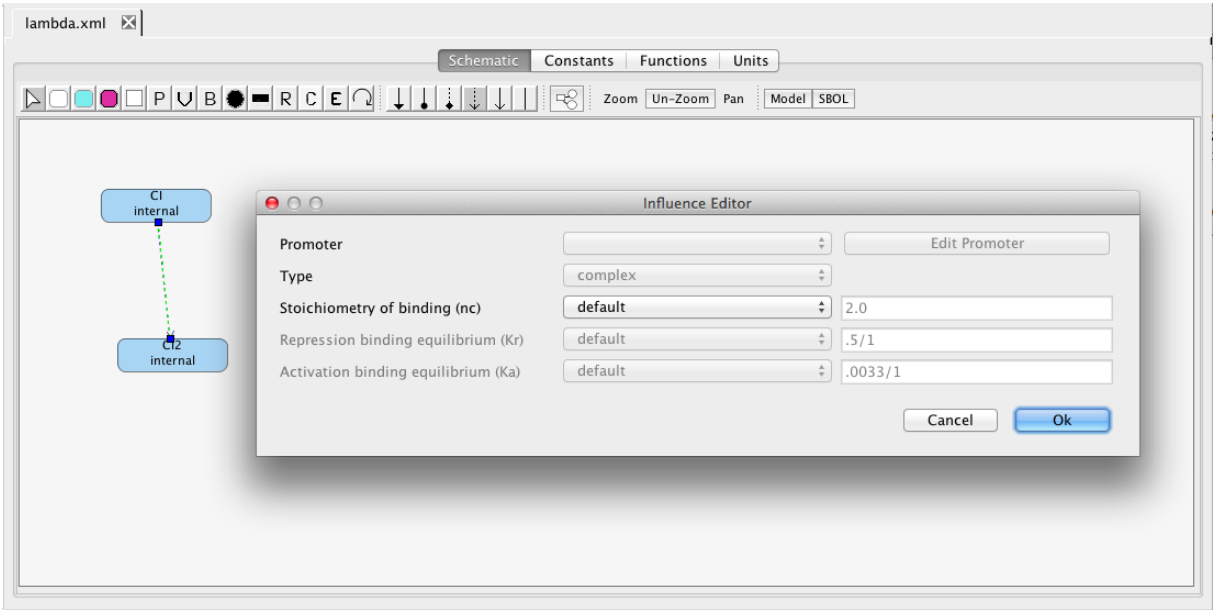 lambda.xml
Schematic Constants Functions Units
P V B R C E Zoom Un-Zoom Pan Model SBOL
CI
internal
Influence Editor
Promoter Edit Promoter
Type complex
Stoichiometry of binding (nc) default 2.0
Repression binding equilibrium (Kr) default .5/1
CI2
internal
Activation binding equilibrium (Ka) default .0033/1
Cancel Ok